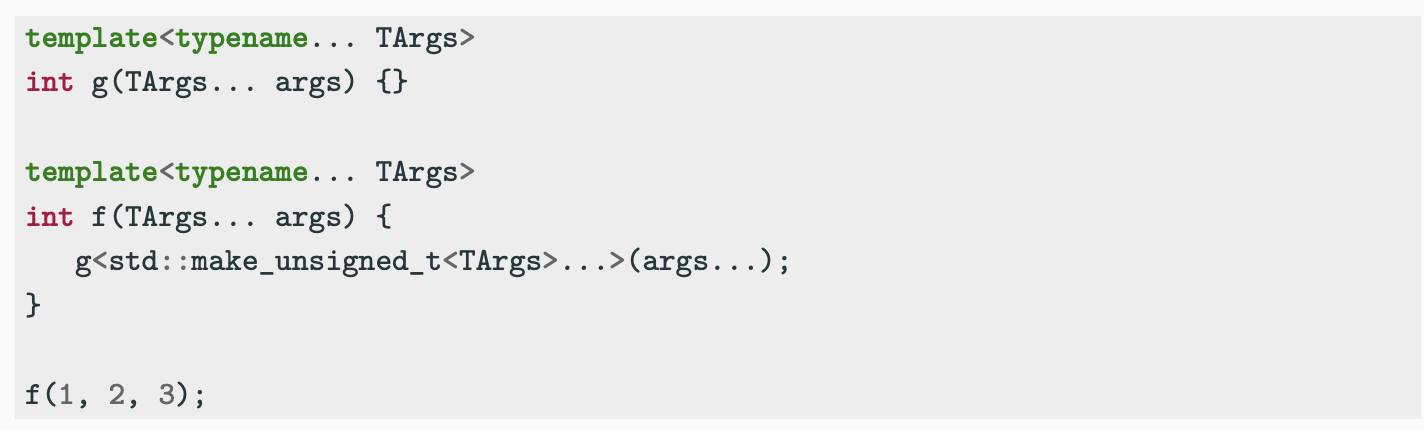 template<typename... TArgs>
int g(TArgs... args) {}

template<typename... TArgs>
int f(TArgs... args) {
   g<std::make_unsigned_t<TArgs>...>(args...);
}

f(1, 2, 3);